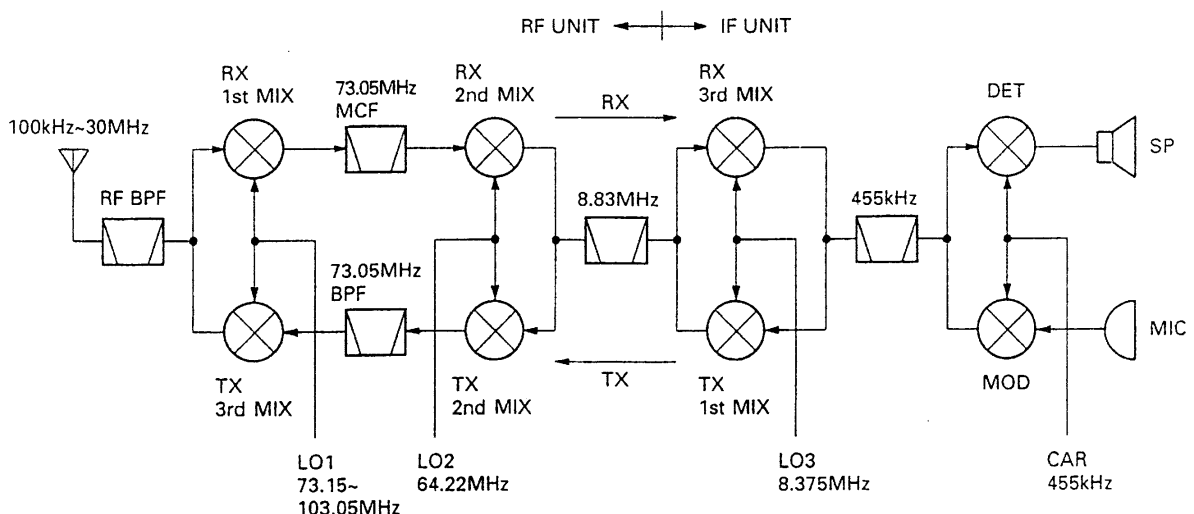 RF UNIT
IF UNIT
RX
1st MIX
73.05MHz
MCF
RX
2nd MIX
RX
RX
3rd MIX
DET
100kHz~30MHz
SP
RF BPF
8.83MHz
455kHz
73.05MHz
BPF
MIC
TX
3rd MIX
TX
2nd MIX
TX
TX
1st MIX
MOD
LO1
73.15~
103.05MHz
LO2
64.22MHz
LO3
8.375MHz
CAR
455kHz